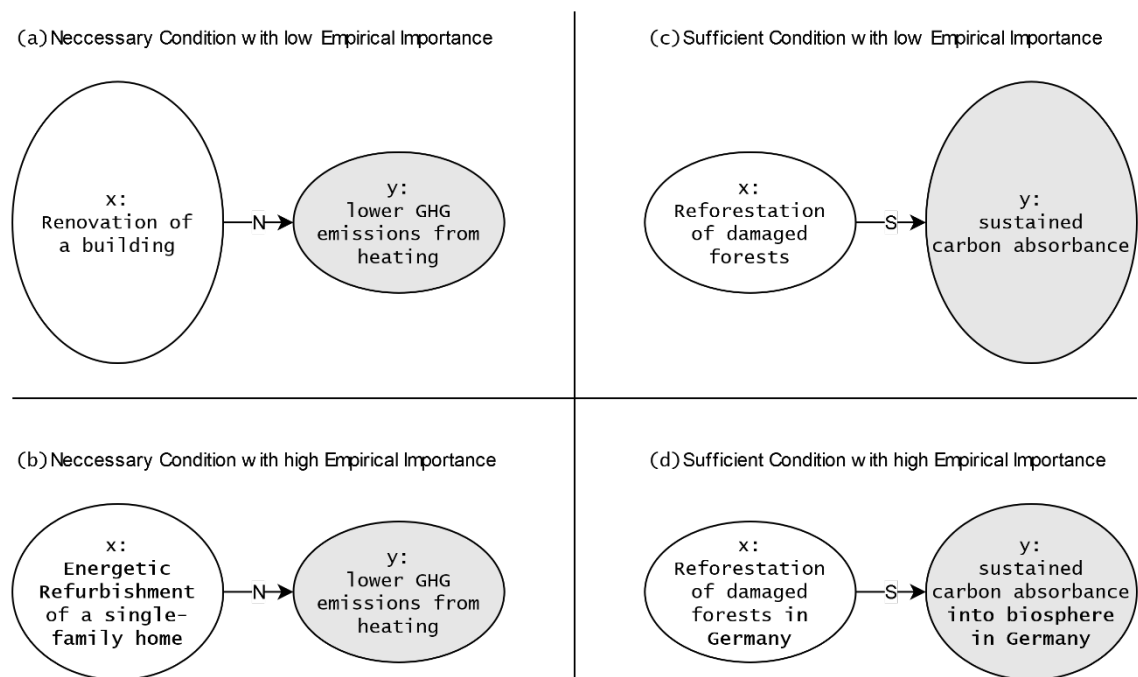 (a) Neccessary Condition with low Empirical Importance
x:
Renovation of
a building
N
y:
lower GHG
emissions from
heating
(c) Sufficient Condition with low Empirical Importance
x:
Reforestation
of damaged
forests
S
y:
sustained
carbon absorbance
(b) Neccessary Condition with high Empirical Importance
x:
Energetic
Refurbishment
of a single-
family home
N
y:
lower GHG
emissions from
heating
(d) Sufficient Condition with high Empirical Importance
x:
Reforestation
of damaged
forests in
Germany
S
y:
sustained
carbon absorbance
into biosphere
in Germany